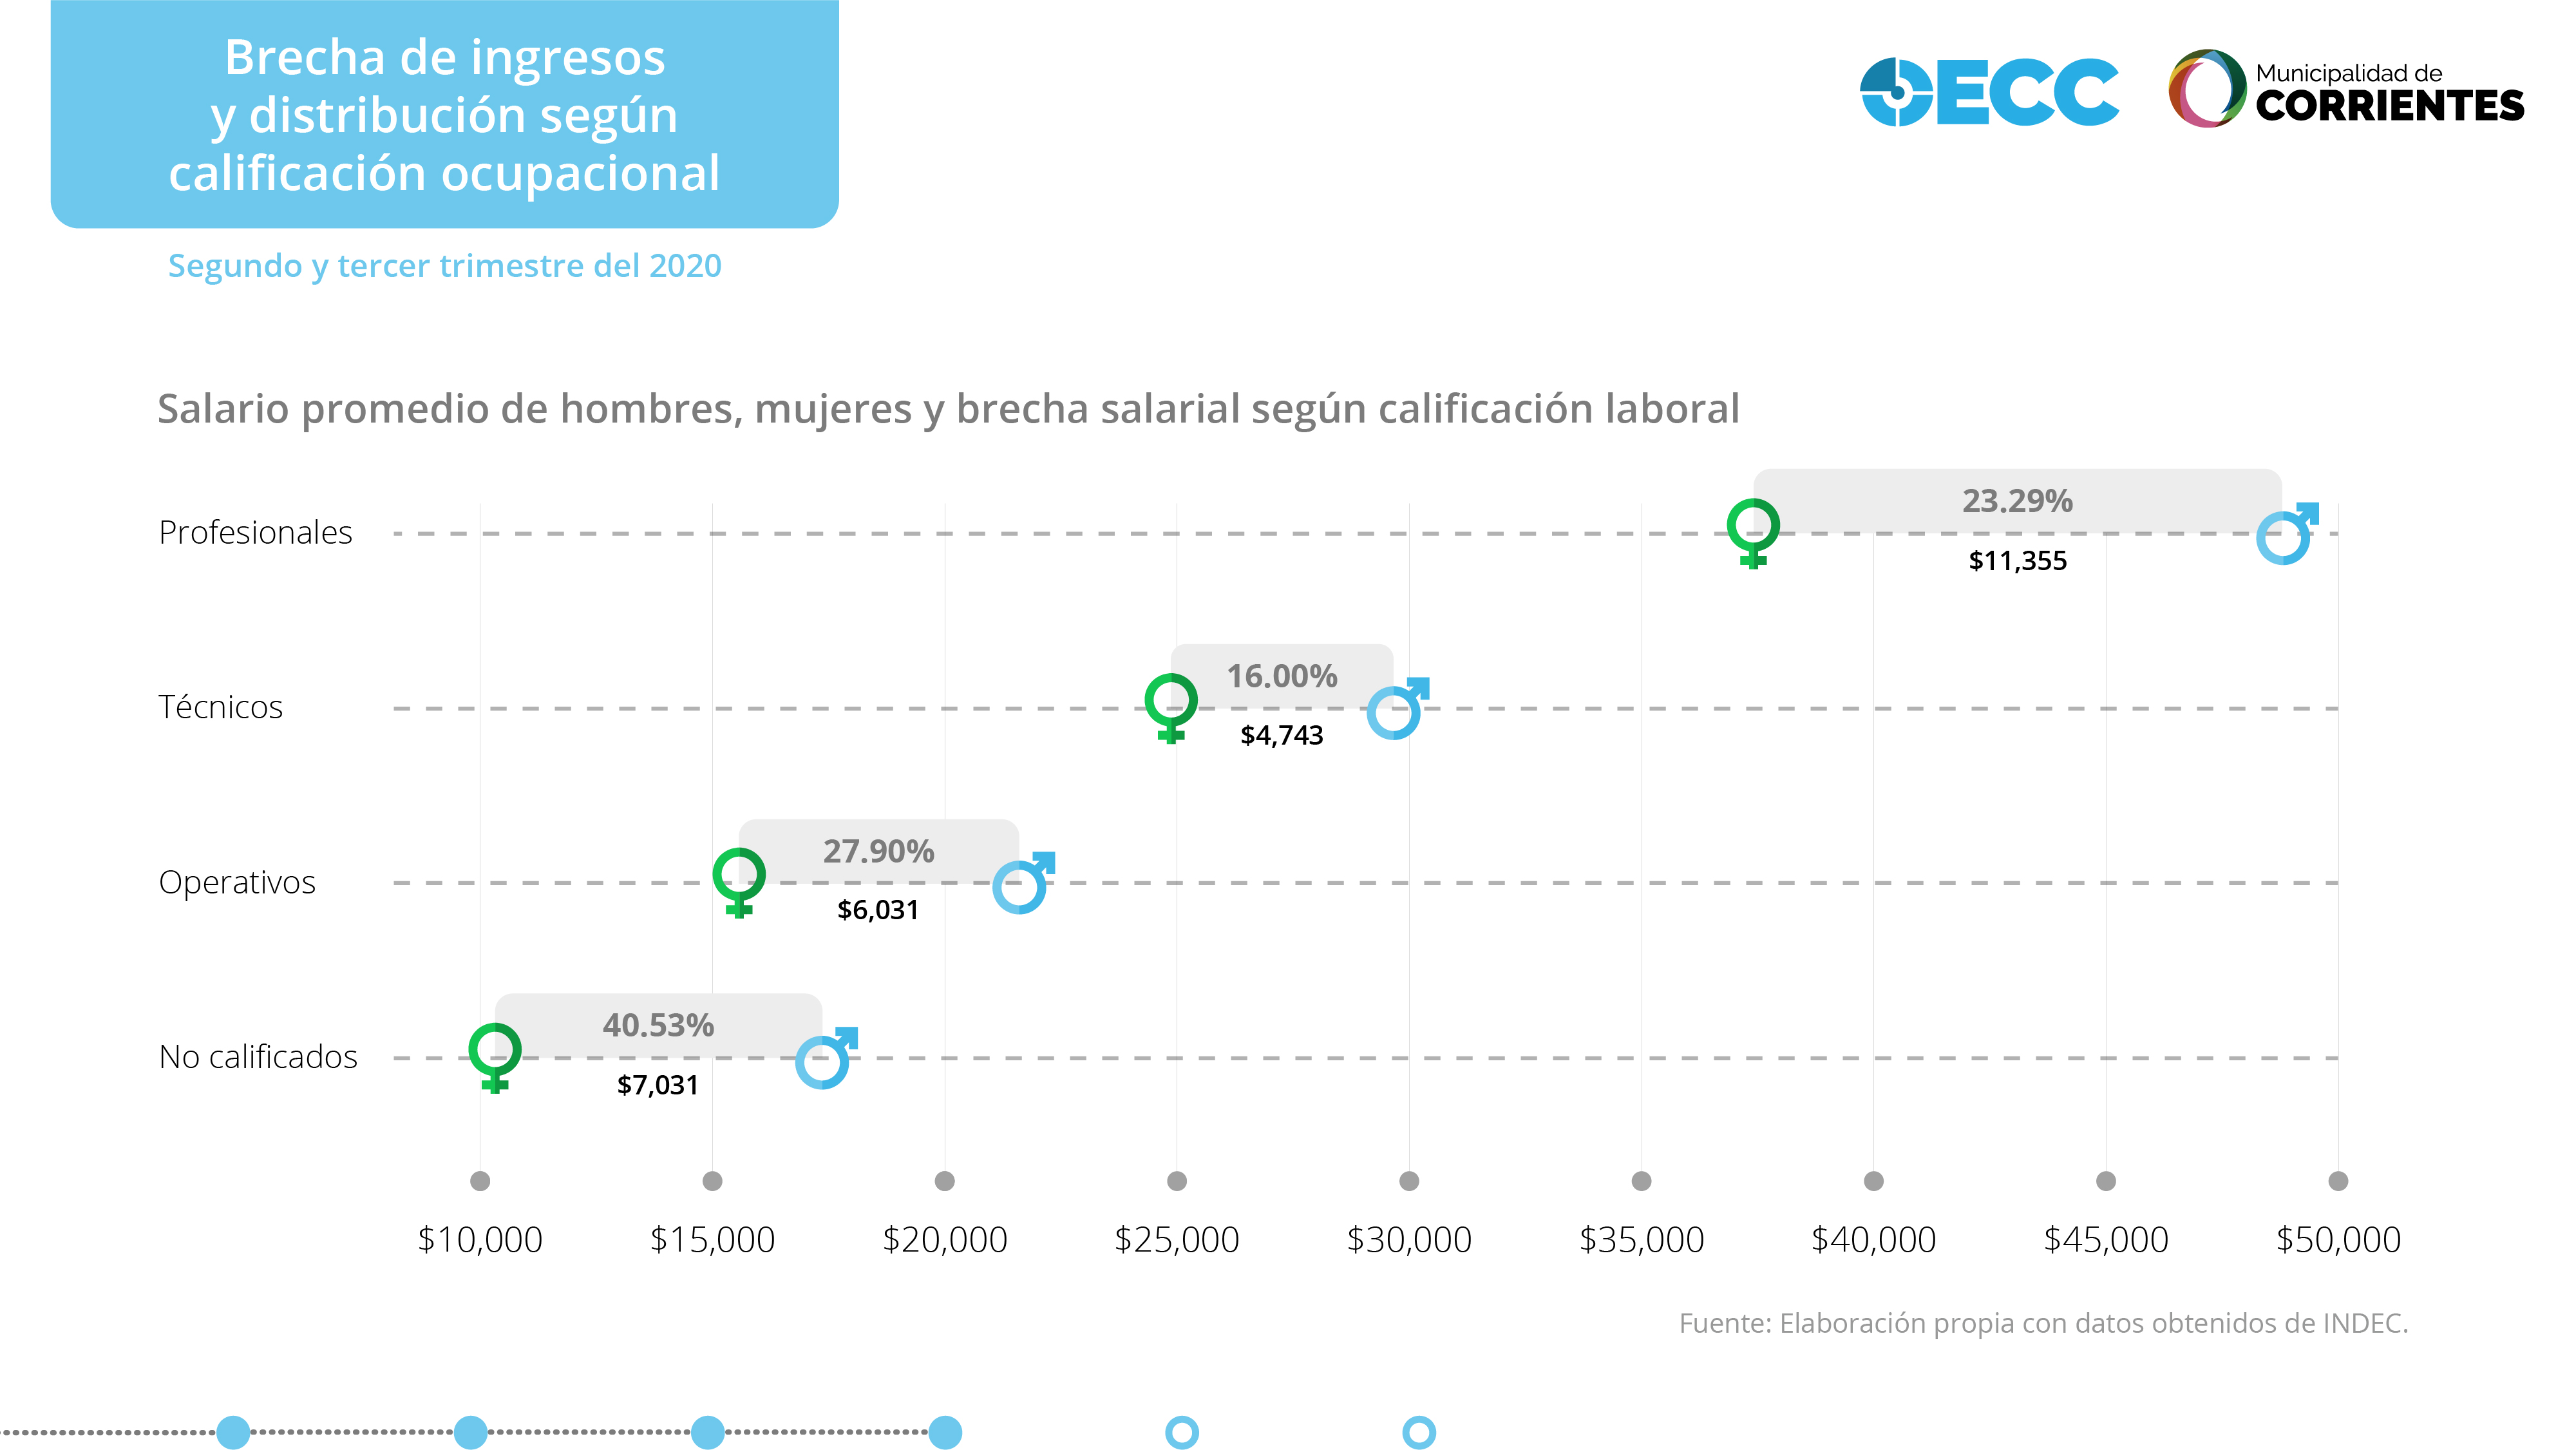 Brecha de ingresos
y distribución según
calificación ocupacional
Segundo y tercer trimestre del 2020
ECC
Municipalidad de
CORRIENTES
Salario promedio de hombres, mujeres y brecha salarial según calificación laboral
Profesionales
23.29%
$11,355
Técnicos
16.00%
$4,743
Operativos
27.90%
$6,031
No calificados
40.53%
$7,031
$10,000 $15,000 $20,000 $25,000 $30,000 $35,000 $40,000 $45,000 $50,000
Fuente: Elaboración propia con datos obtenidos de INDEC.